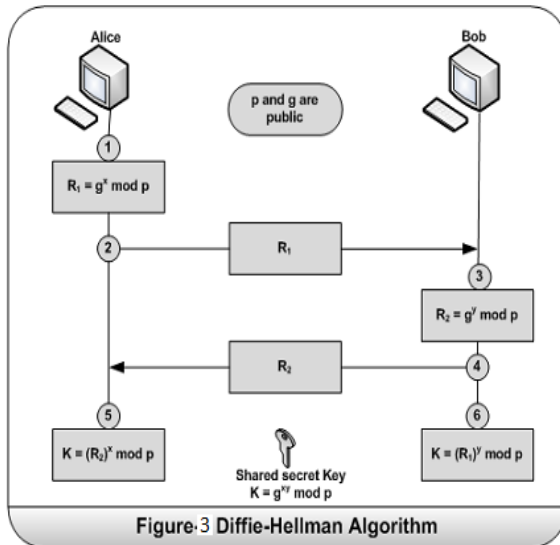 Alice
Bob
p and g are
public
1
R₁ = gˣ mod p
2
R₁
3
R₂ = gʸ mod p
R₂
4
5
6
K = (R₂)ˣ mod p
K = (R₁)ʸ mod p
Shared secret Key
K = gˣʸ mod p
Figure-3 Diffie-Hellman Algorithm